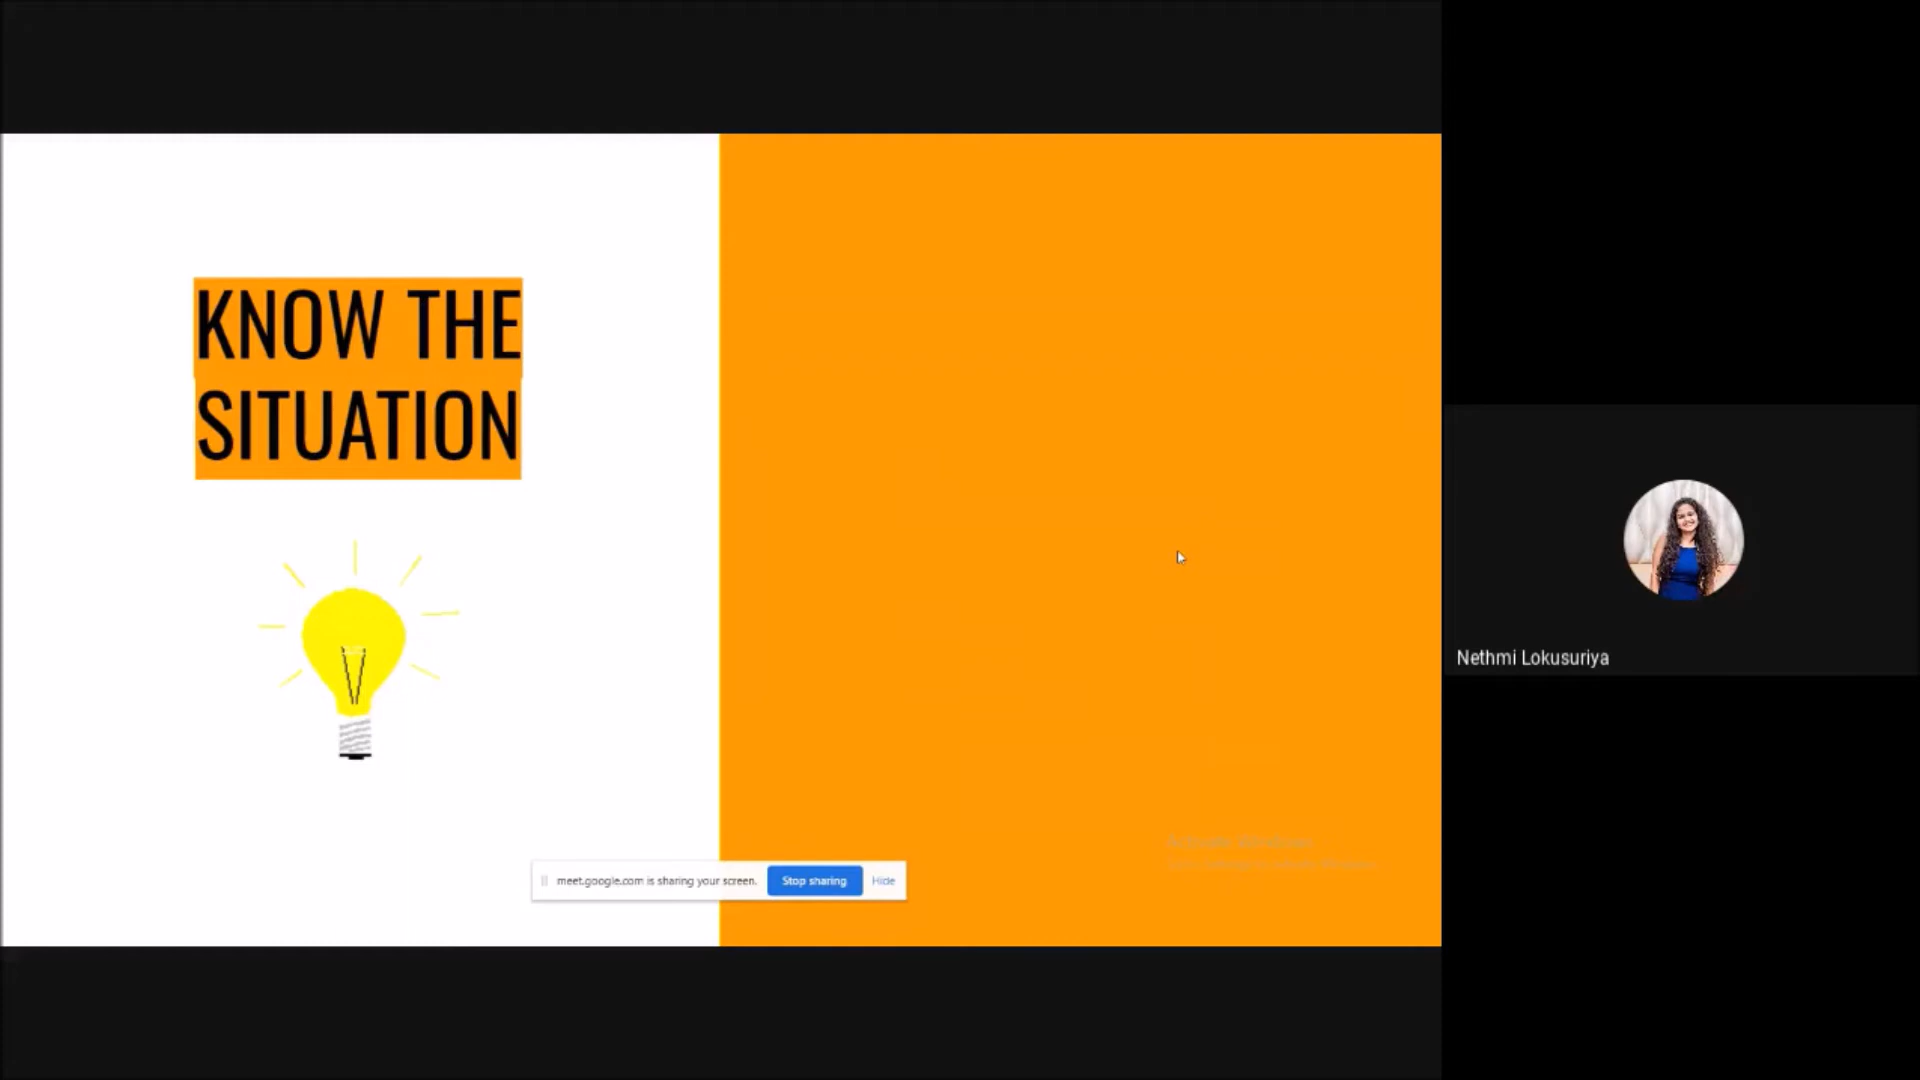 KNOW THE
SITUATION
meet.google.com is sharing your screen. Stop sharing Hide
Nethmi Lokusuriya